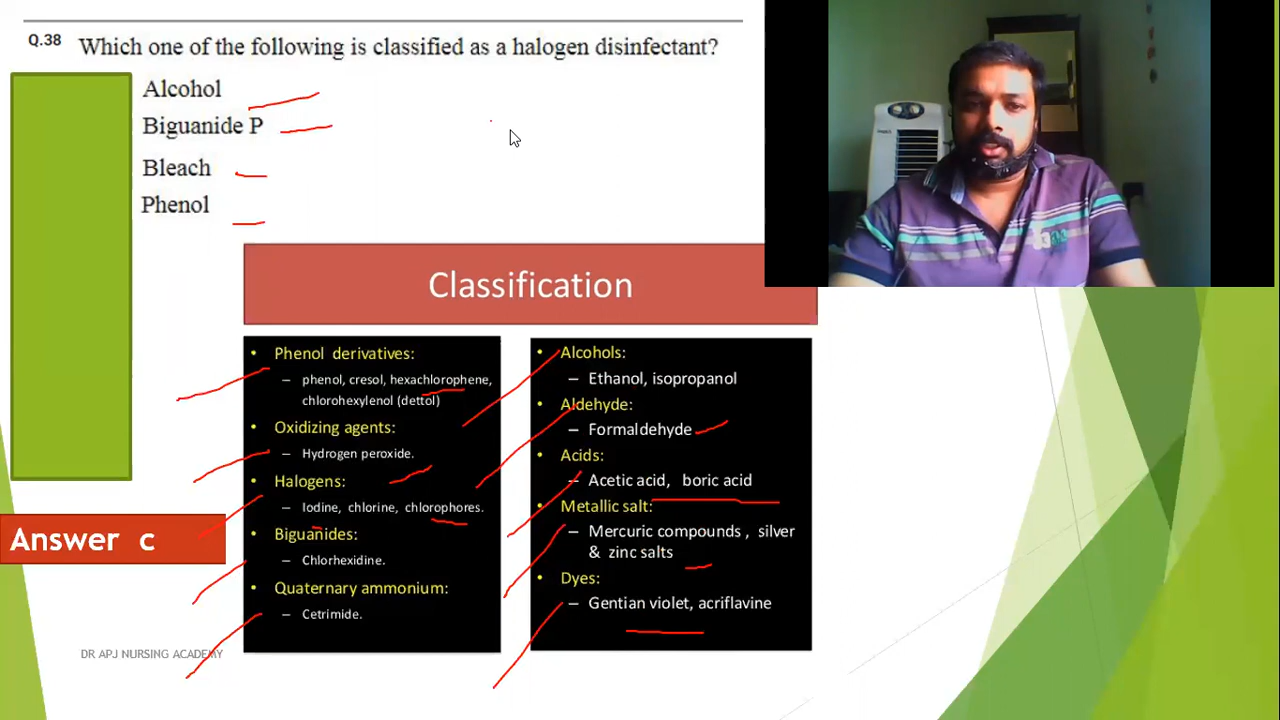 Q.38 Which one of the following is classified as a halogen disinfectant?
Alcohol
Biguanide P
Bleach
Phenol
Classification
• Phenol derivatives:
– phenol, cresol, hexachlorophene,
chlorohexylenol (dettol)
• Oxidizing agents:
– Hydrogen peroxide.
• Halogens:
– Iodine, chlorine, chlorophores.
• Biguanides:
– Chlorhexidine.
• Quaternary ammonium:
– Cetrimide.
• Alcohols:
– Ethanol, isopropanol
• Aldehyde:
– Formaldehyde
• Acids:
– Acetic acid, boric acid
• Metallic salt:
– Mercuric compounds , silver
& zinc salts
• Dyes:
– Gentian violet, acriflavine
Answer c
DR APJ NURSING ACADEMY